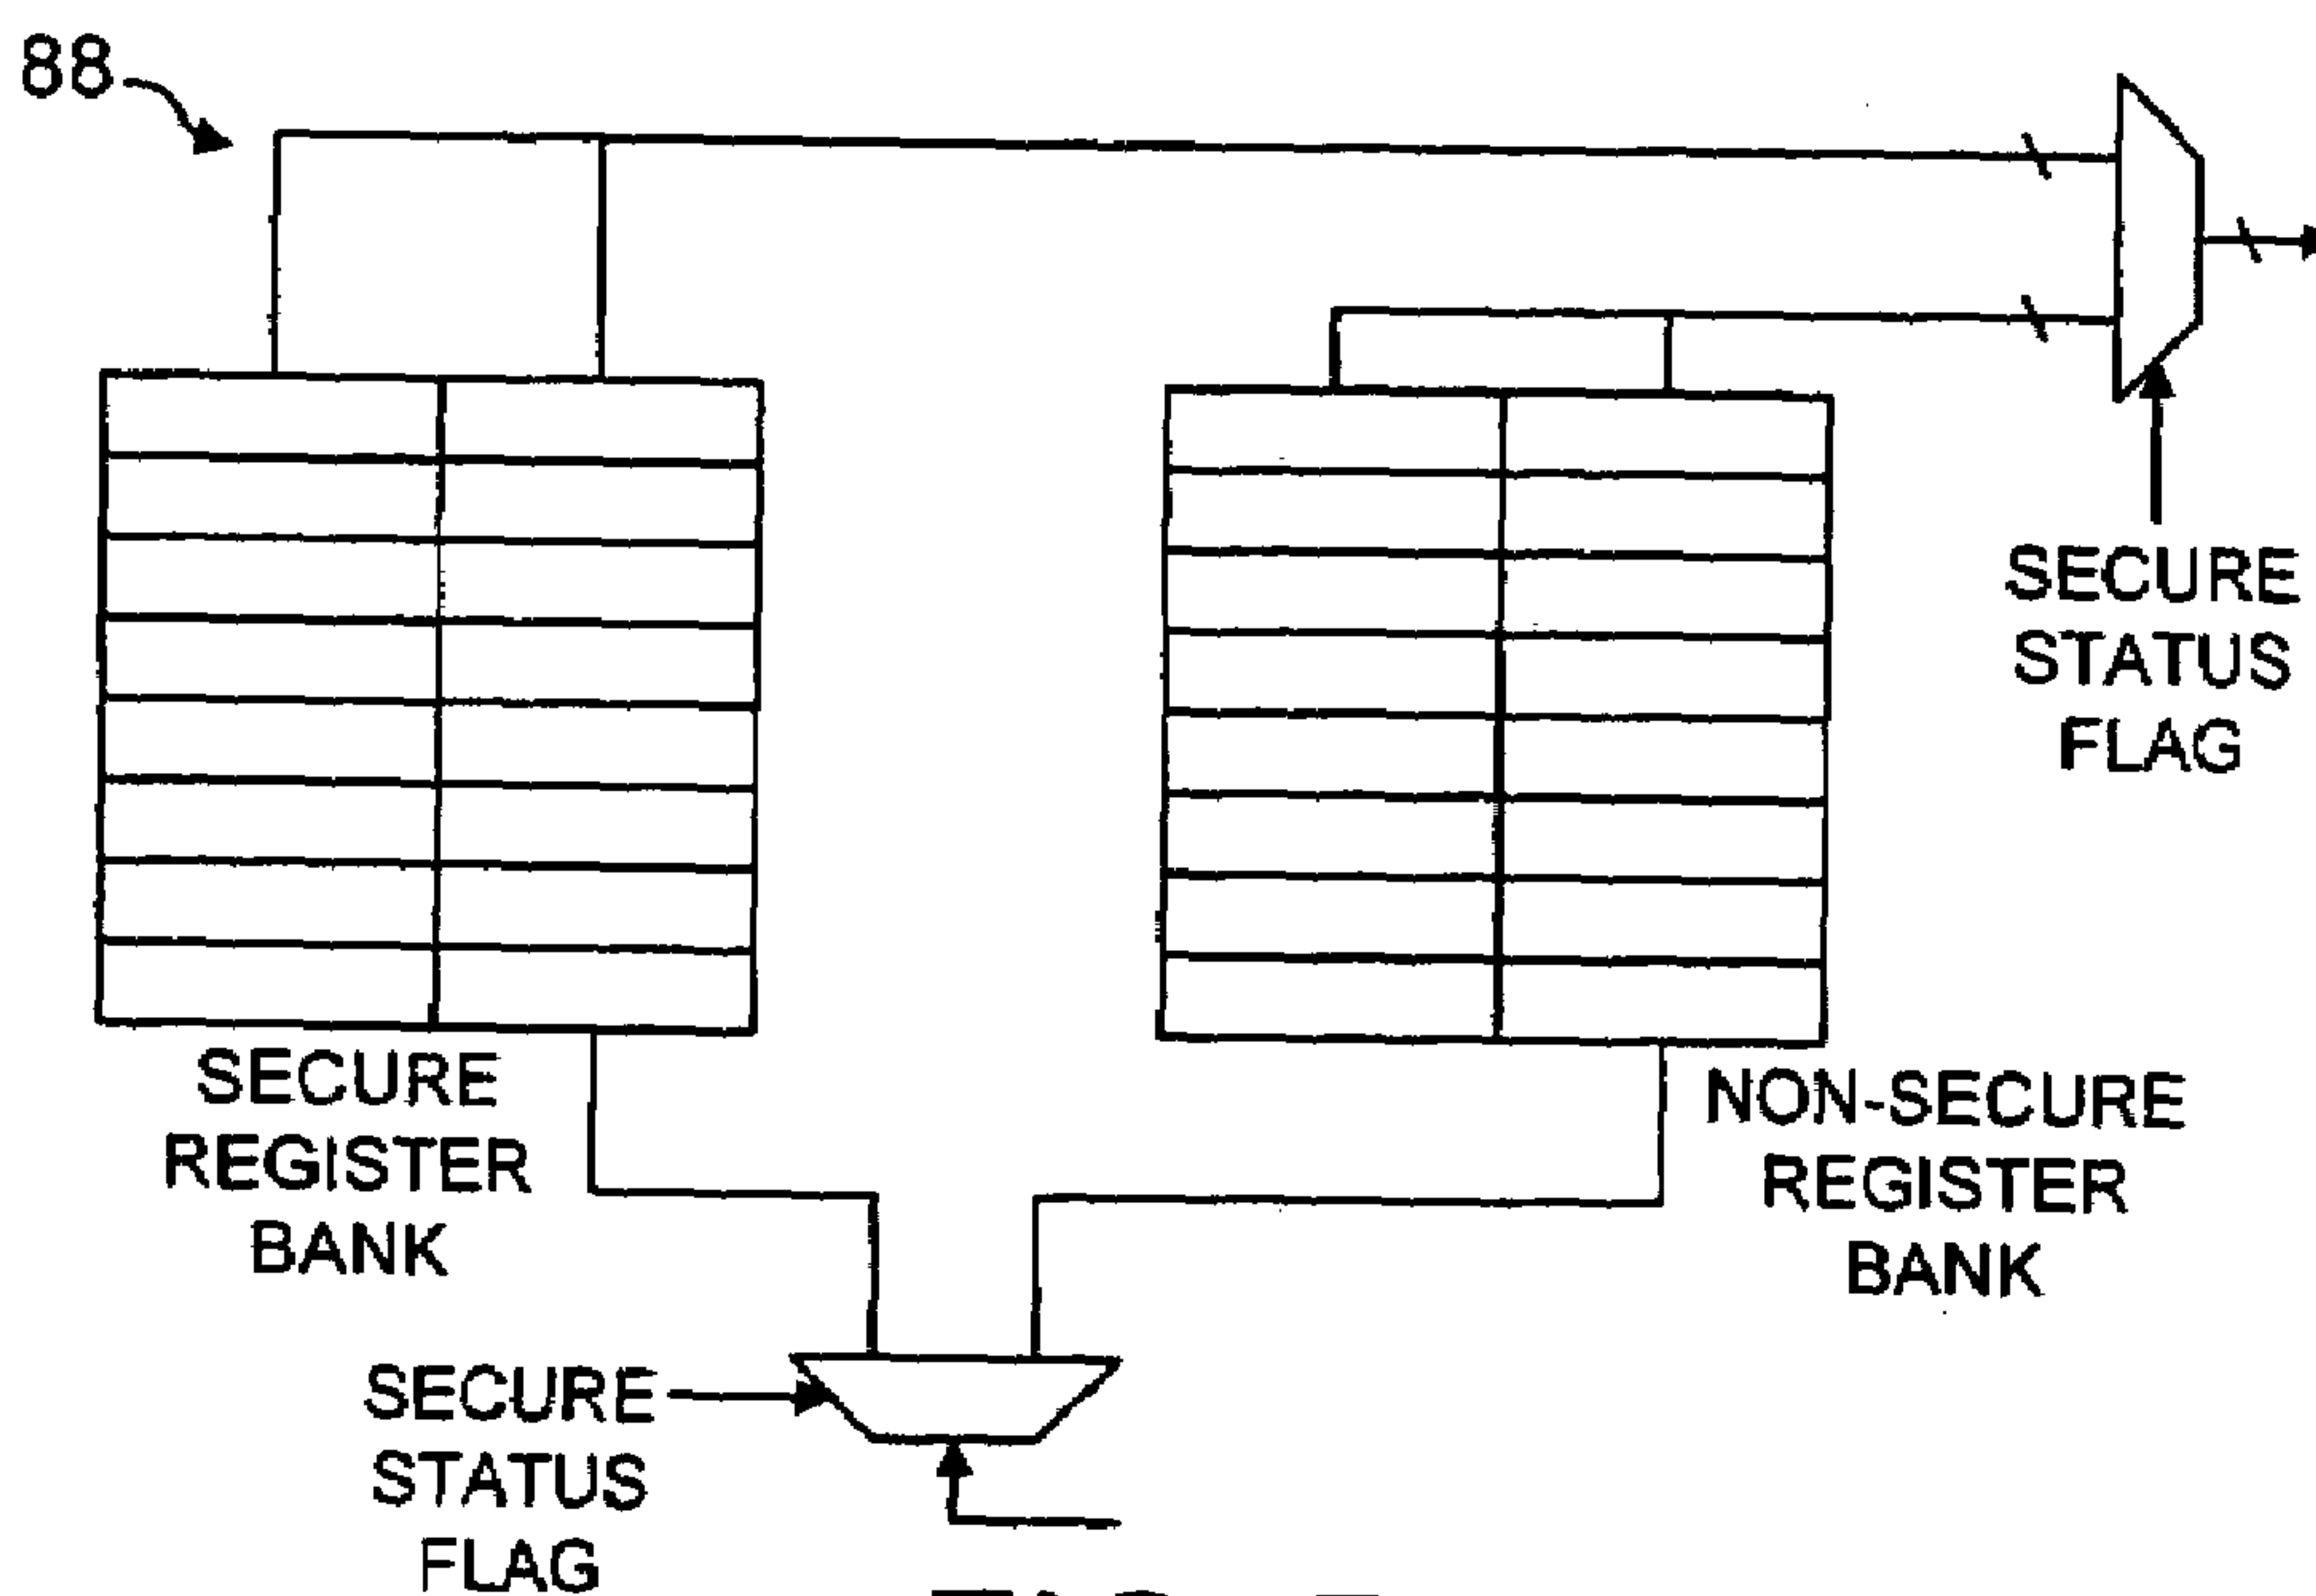 88
SECURE
STATUS
FLAG
SECURE
REGISTER
BANK
NON-SECURE
REGISTER
BANK
SECURE
STATUS
FLAG